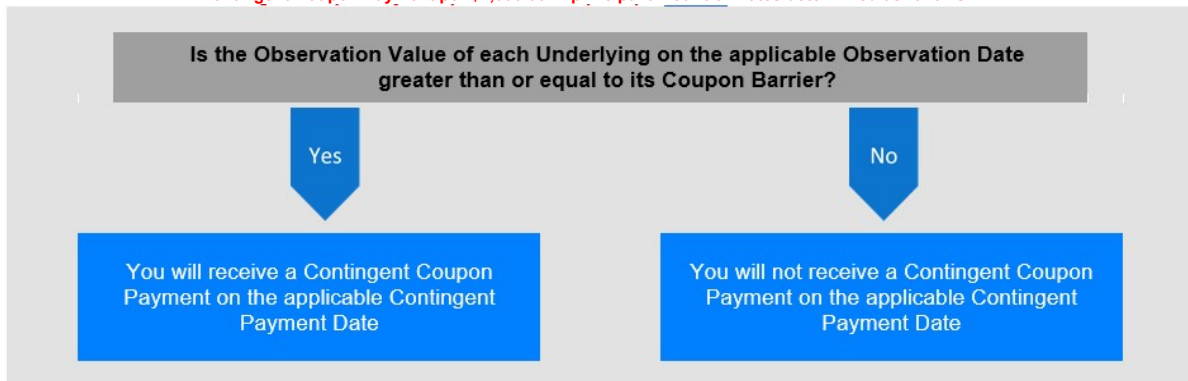 Is the Observation Value of each Underlying on the applicable Observation Date
greater than or equal to its Coupon Barrier?
Yes
No
You will receive a Contingent Coupon
Payment on the applicable Contingent
Payment Date
You will not receive a Contingent Coupon
Payment on the applicable Contingent
Payment Date